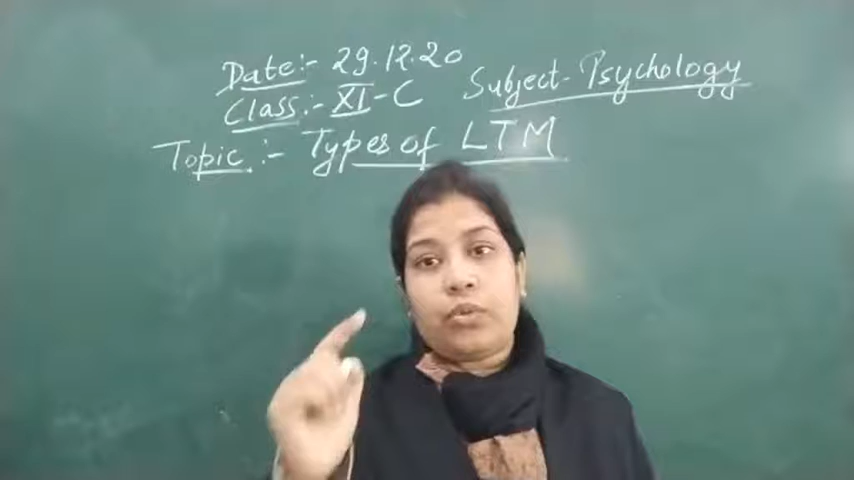 Date:- 29.12.20
Class:- XI-C
Subject- Psychology
Topic:- Types of LTM